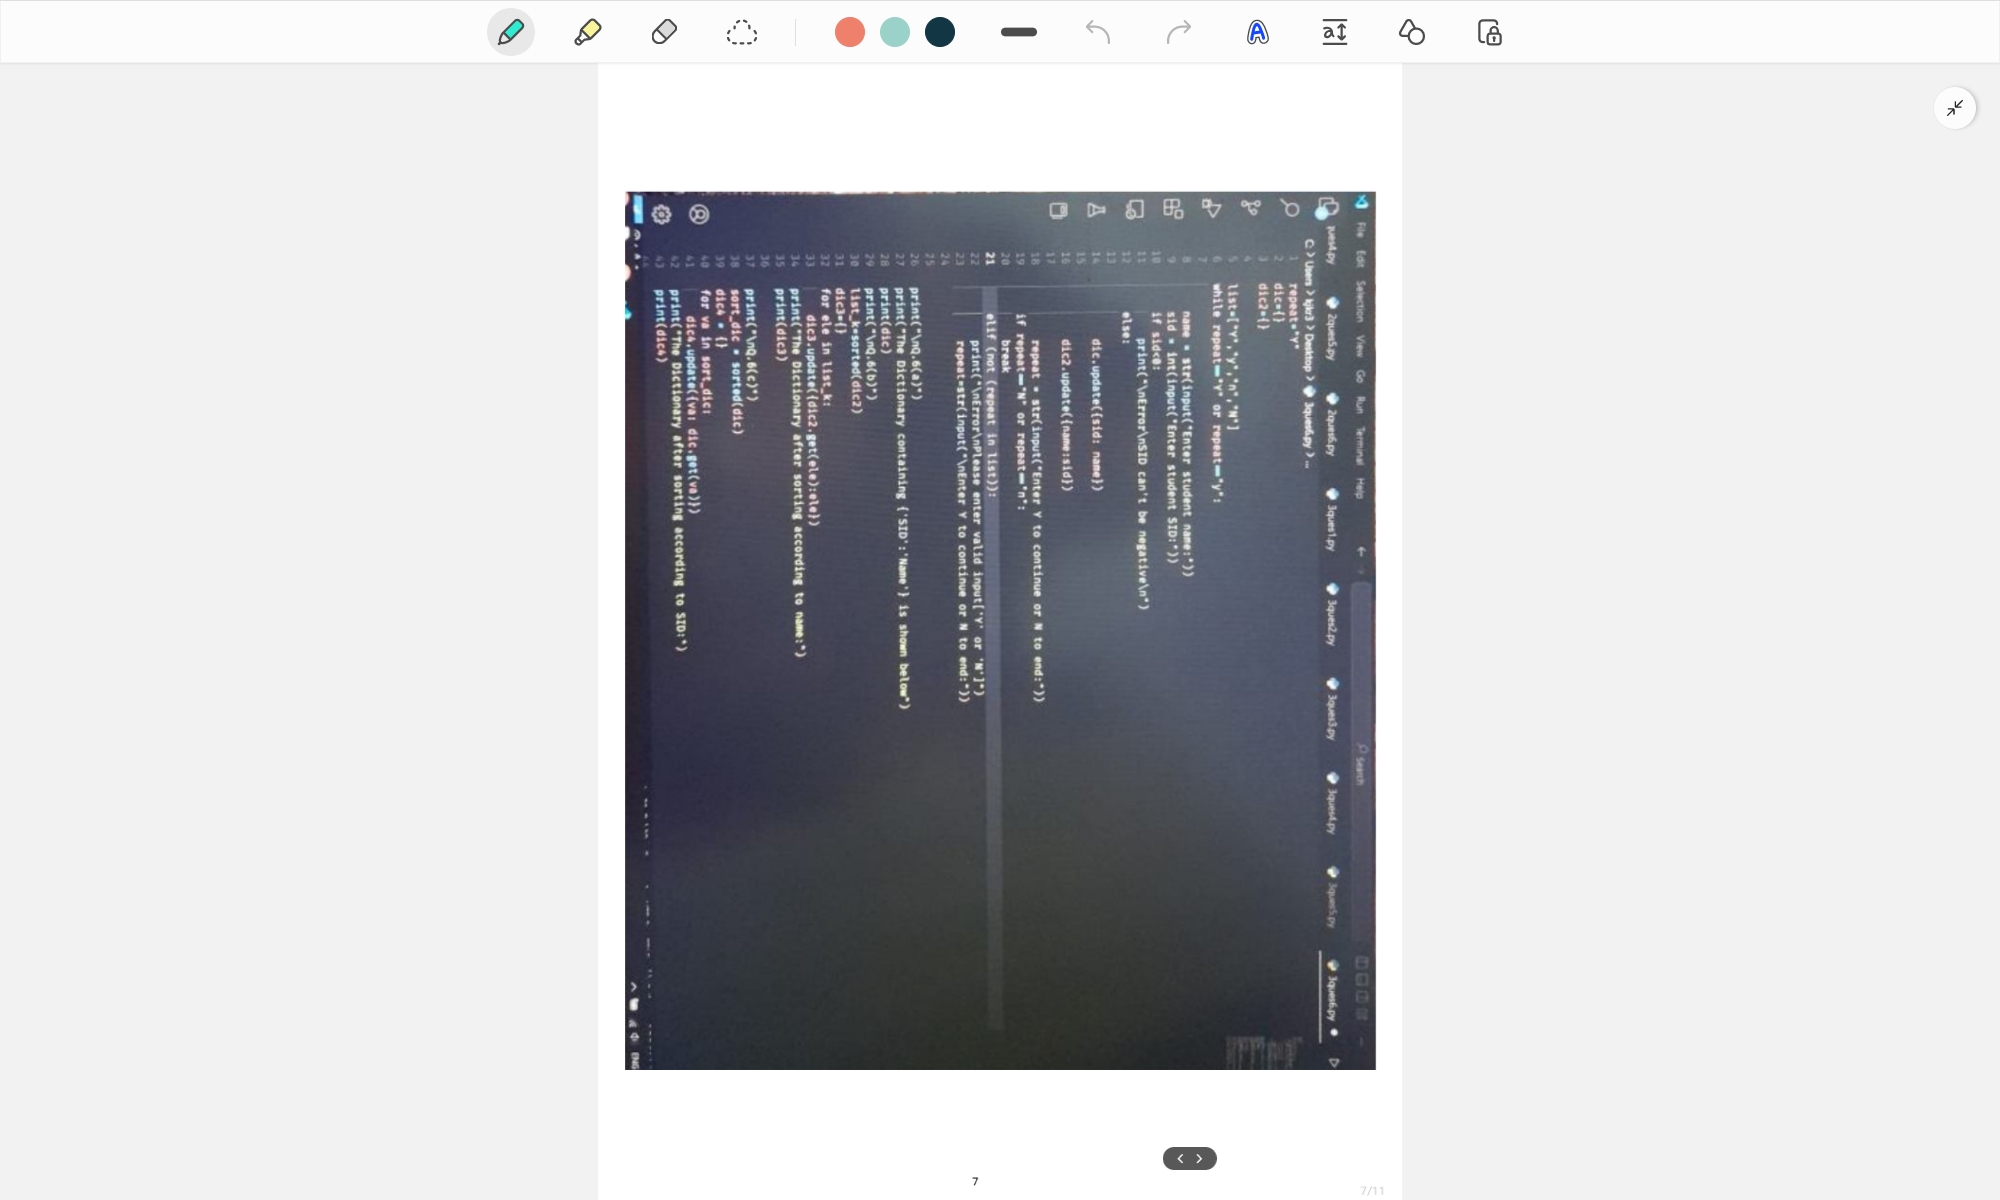 A
a
File Edit Selection View Go Run Terminal Help
Search
ques4.py 2ques5.py 2ques6.py 3ques1.py 3ques2.py 3ques3.py 3ques4.py 3ques5.py 3ques6.py
C: > Users > kjkr3 > Desktop > 3ques6.py > ...
1 repeat="Y"
2 dic={}
3 dic2={}
4
5 list=["Y","y","n","N"]
6 while repeat=="Y" or repeat=="y":
7
8 name = str(input("Enter student name:"))
9 sid = int(input("Enter student SID:"))
10 if sid<0:
11 print("\nError\nSID can't be negative\n")
12 else:
13
14 dic.update({sid: name})
15
16 dic2.update({name:sid})
17
18 repeat = str(input("Enter Y to continue or N to end:"))
19 if repeat=="N" or repeat=="n":
20 break
21 elif (not (repeat in list)):
22 print("\nError\nPlease enter valid input['Y' or 'N']")
23 repeat=str(input("\nEnter Y to continue or N to end:"))
24
25
26 print("\nQ.6(a)")
27 print("The Dictionary containing {'SID':'Name'} is shown below")
28 print(dic)
29 print("\nQ.6(b)")
30 list_k=sorted(dic2)
31 dic3={}
32 for ele in list_k:
33 dic3.update({dic2.get(ele):ele})
34 print("The Dictionary after sorting according to name:")
35 print(dic3)
36
37 print("\nQ.6(c)")
38 sort_dic = sorted(dic)
39 dic4 = {}
40 for va in sort_dic:
41 dic4.update({va: dic.get(va)})
42 print("The Dictionary after sorting according to SID:")
43 print(dic4)
ENG
7
7/11